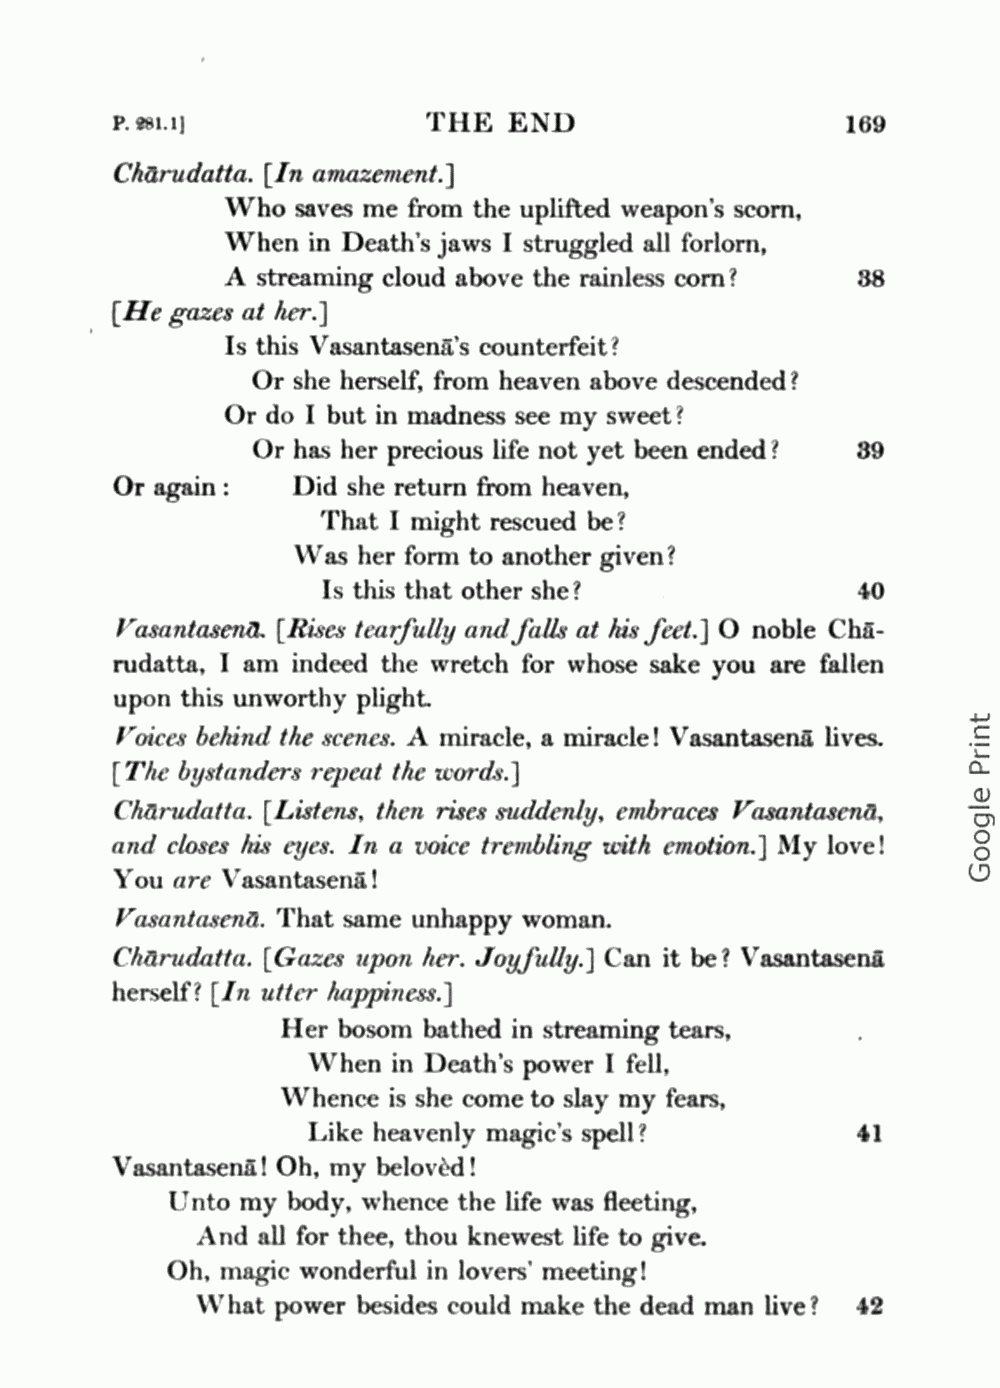 P. 281.1] THE END 169
Chārudatta. [In amazement.]
Who saves me from the uplifted weapon's scorn,
When in Death's jaws I struggled all forlorn,
A streaming cloud above the rainless corn? 38
[He gazes at her.]
Is this Vasantasenā's counterfeit?
Or she herself, from heaven above descended?
Or do I but in madness see my sweet?
Or has her precious life not yet been ended? 39
Or again: Did she return from heaven,
That I might rescued be?
Was her form to another given?
Is this that other she? 40
Vasantasenā. [Rises tearfully and falls at his feet.] O noble Chā-
rudatta, I am indeed the wretch for whose sake you are fallen
upon this unworthy plight.
Voices behind the scenes. A miracle, a miracle! Vasantasenā lives.
[The bystanders repeat the words.]
Chārudatta. [Listens, then rises suddenly, embraces Vasantasenā,
and closes his eyes. In a voice trembling with emotion.] My love!
You are Vasantasenā!
Vasantasenā. That same unhappy woman.
Chārudatta. [Gazes upon her. Joyfully.] Can it be? Vasantasenā
herself? [In utter happiness.]
Her bosom bathed in streaming tears,
When in Death's power I fell,
Whence is she come to slay my fears,
Like heavenly magic's spell? 41
Vasantasenā! Oh, my belovèd!
Unto my body, whence the life was fleeting,
And all for thee, thou knewest life to give.
Oh, magic wonderful in lovers' meeting!
What power besides could make the dead man live? 42
Google Print